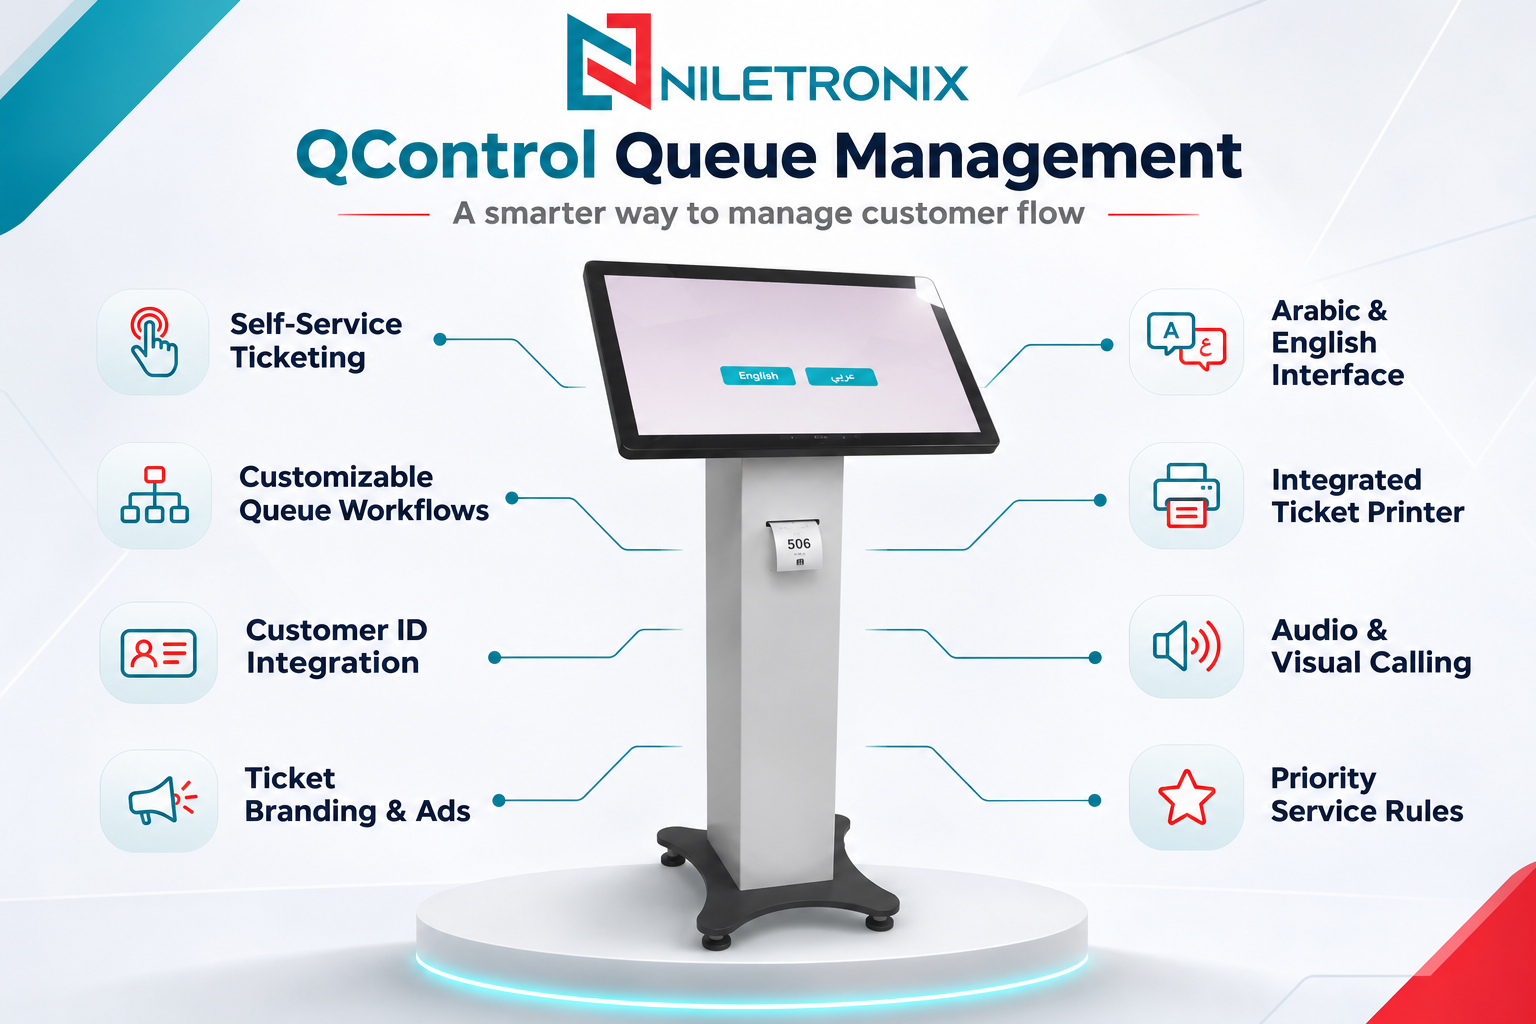 NILETRONIX
QControl Queue Management
A smarter way to manage customer flow
Self-Service
Ticketing
Customizable
Queue Workflows
Customer ID
Integration
Ticket
Branding & Ads
English
عربي
506
A
ع
Arabic &
English
Interface
Integrated
Ticket Printer
Audio &
Visual Calling
Priority
Service Rules